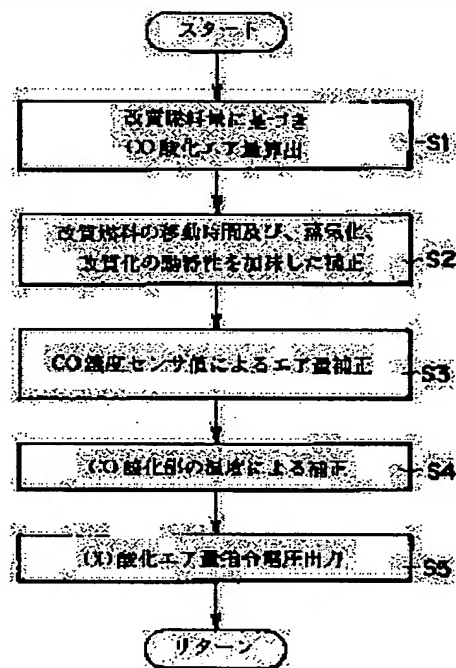 スタート
改質燃料量に基づき
CO酸化エア量算出
S1
改質燃料の移動時間及び、蒸気化、
改質化の動特性を加味した補正
S2
CO濃度センサ値によるエア量補正
S3
CO酸化部の温度による補正
S4
CO酸化エア量指令電圧出力
S5
リターン